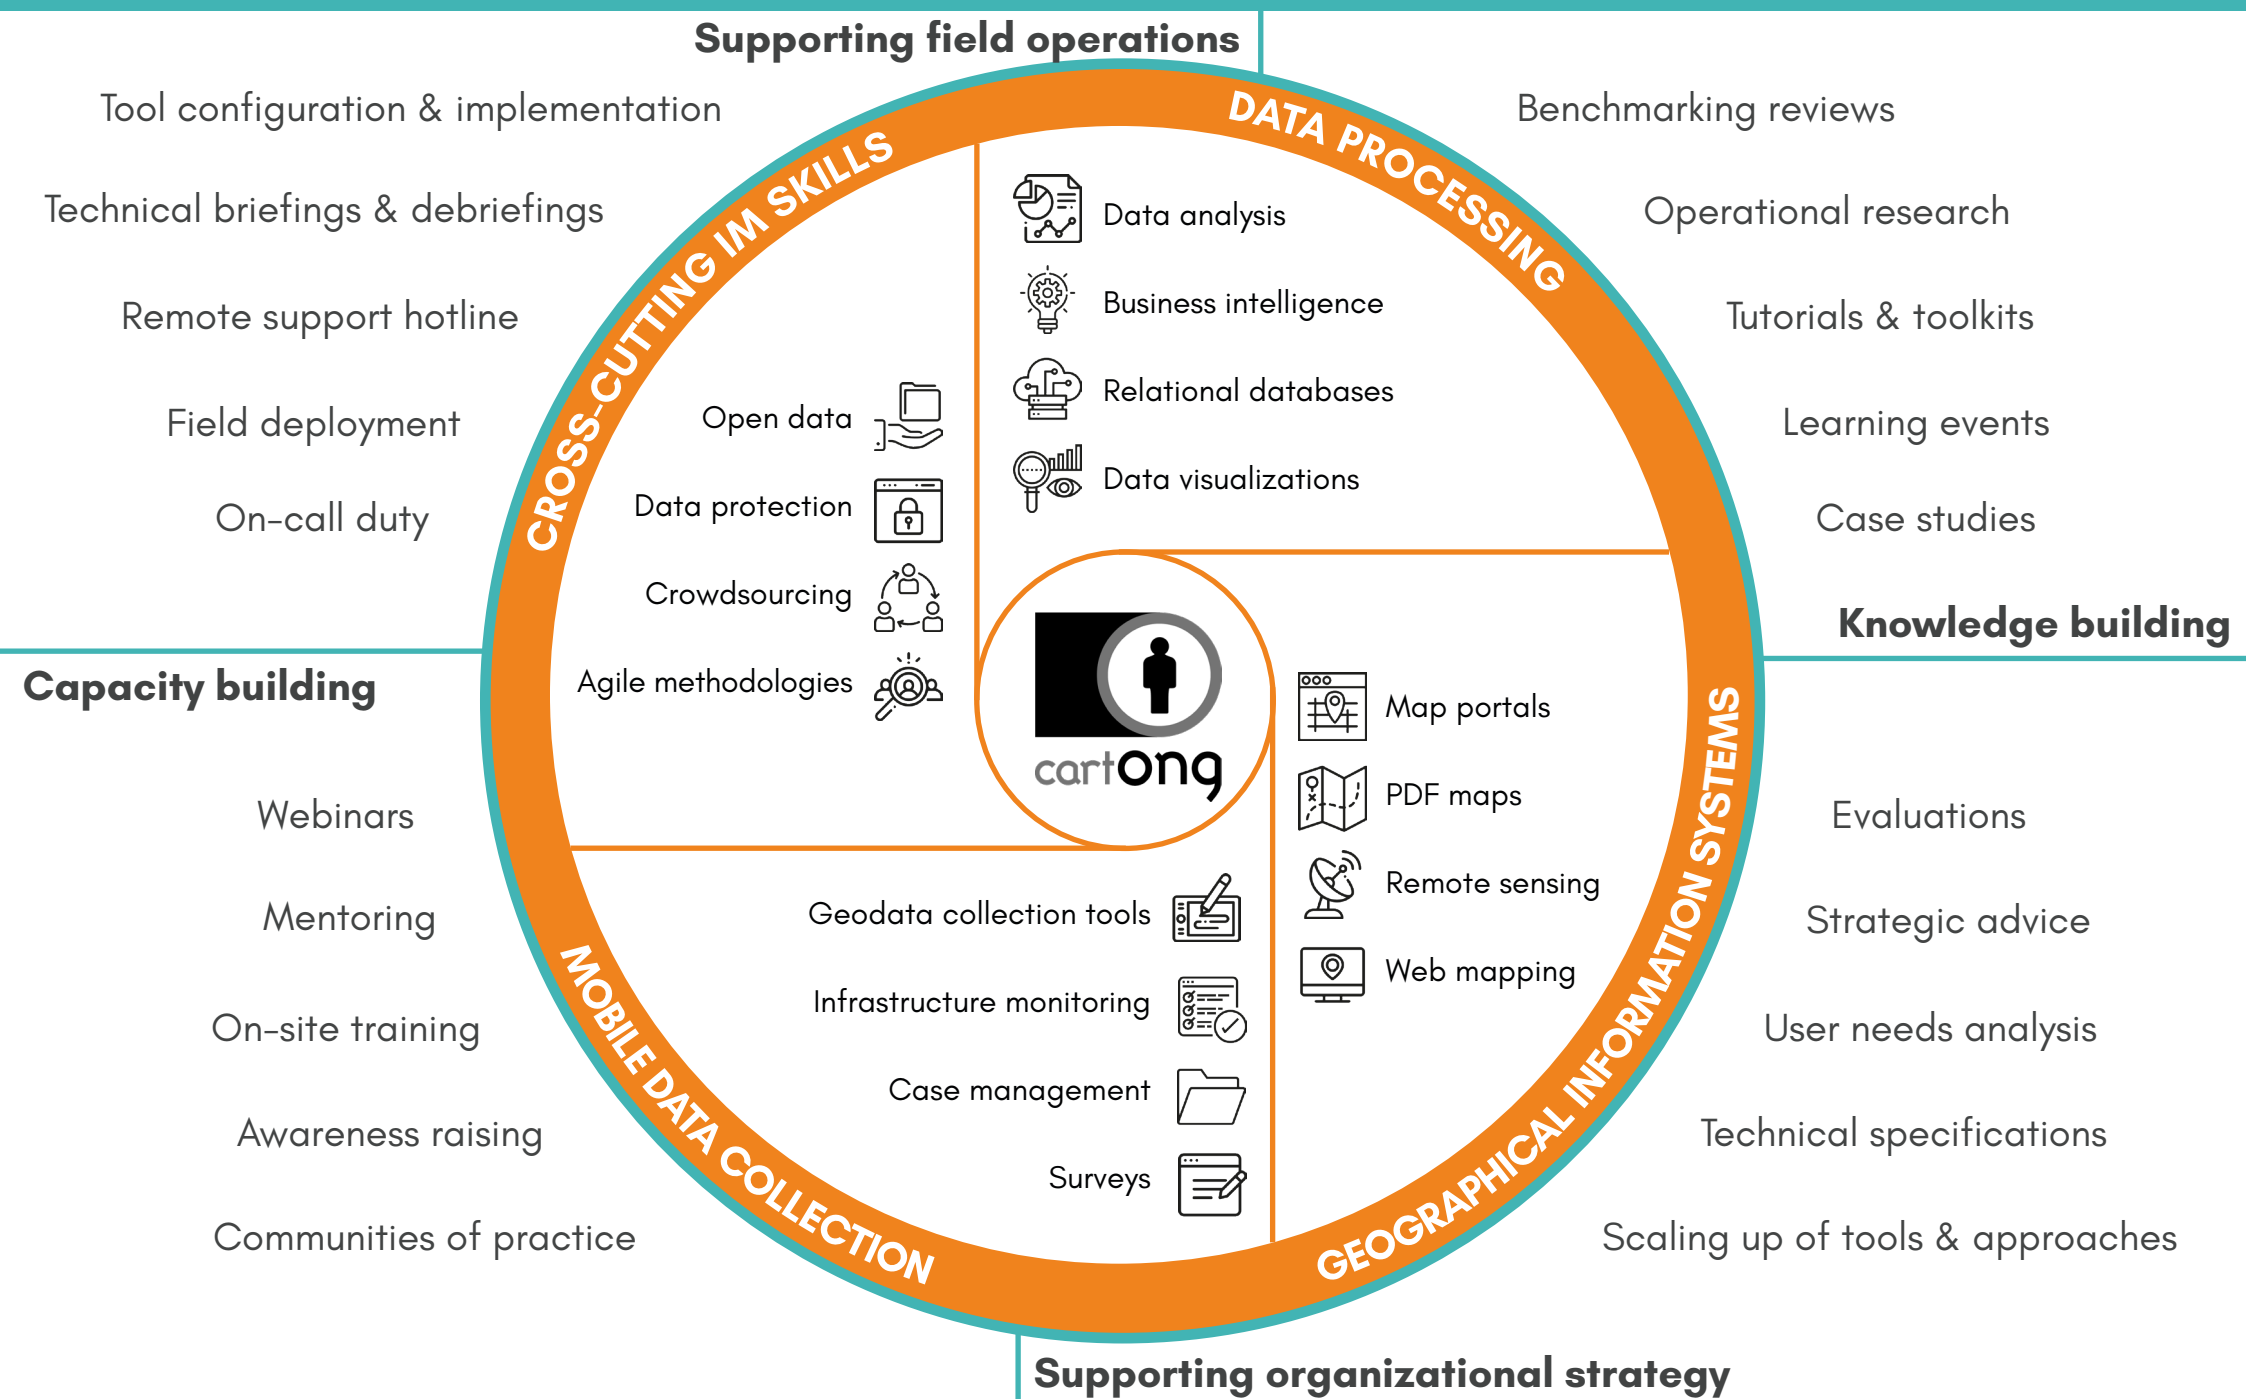 Supporting field operations
Tool configuration & implementation
Technical briefings & debriefings
Remote support hotline
Field deployment
On-call duty
Benchmarking reviews
Operational research
Tutorials & toolkits
Learning events
Case studies
Knowledge building
Capacity building
Webinars
Mentoring
On-site training
Awareness raising
Communities of practice
Evaluations
Strategic advice
User needs analysis
Technical specifications
Scaling up of tools & approaches
Supporting organizational strategy
CROSS-CUTTING IM SKILLS
Open data
Data protection
Crowdsourcing
Agile methodologies
DATA PROCESSING
Data analysis
Business intelligence
Relational databases
Data visualizations
cartong
GEOGRAPHICAL INFORMATION SYSTEMS
Map portals
PDF maps
Remote sensing
Web mapping
MOBILE DATA COLLECTION
Geodata collection tools
Infrastructure monitoring
Case management
Surveys